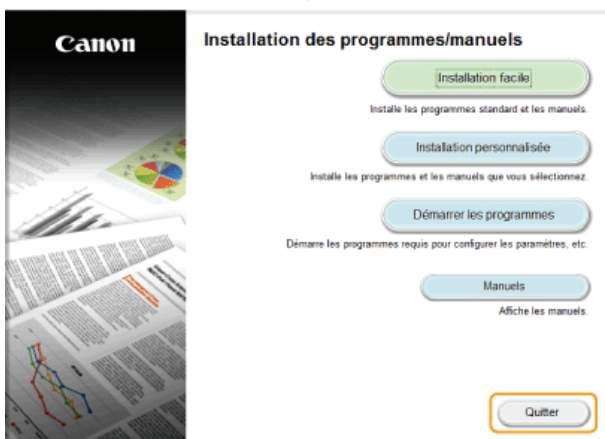 Canon
Installation des programmes/manuels
Installation facile
Installe les programmes standard et les manuels.
Installation personnalisée
Installe les programmes et les manuels que vous sélectionnez.
Démarrer les programmes
Démarre les programmes requis pour configurer les paramètres, etc.
Manuels
Affiche les manuels.
Quitter